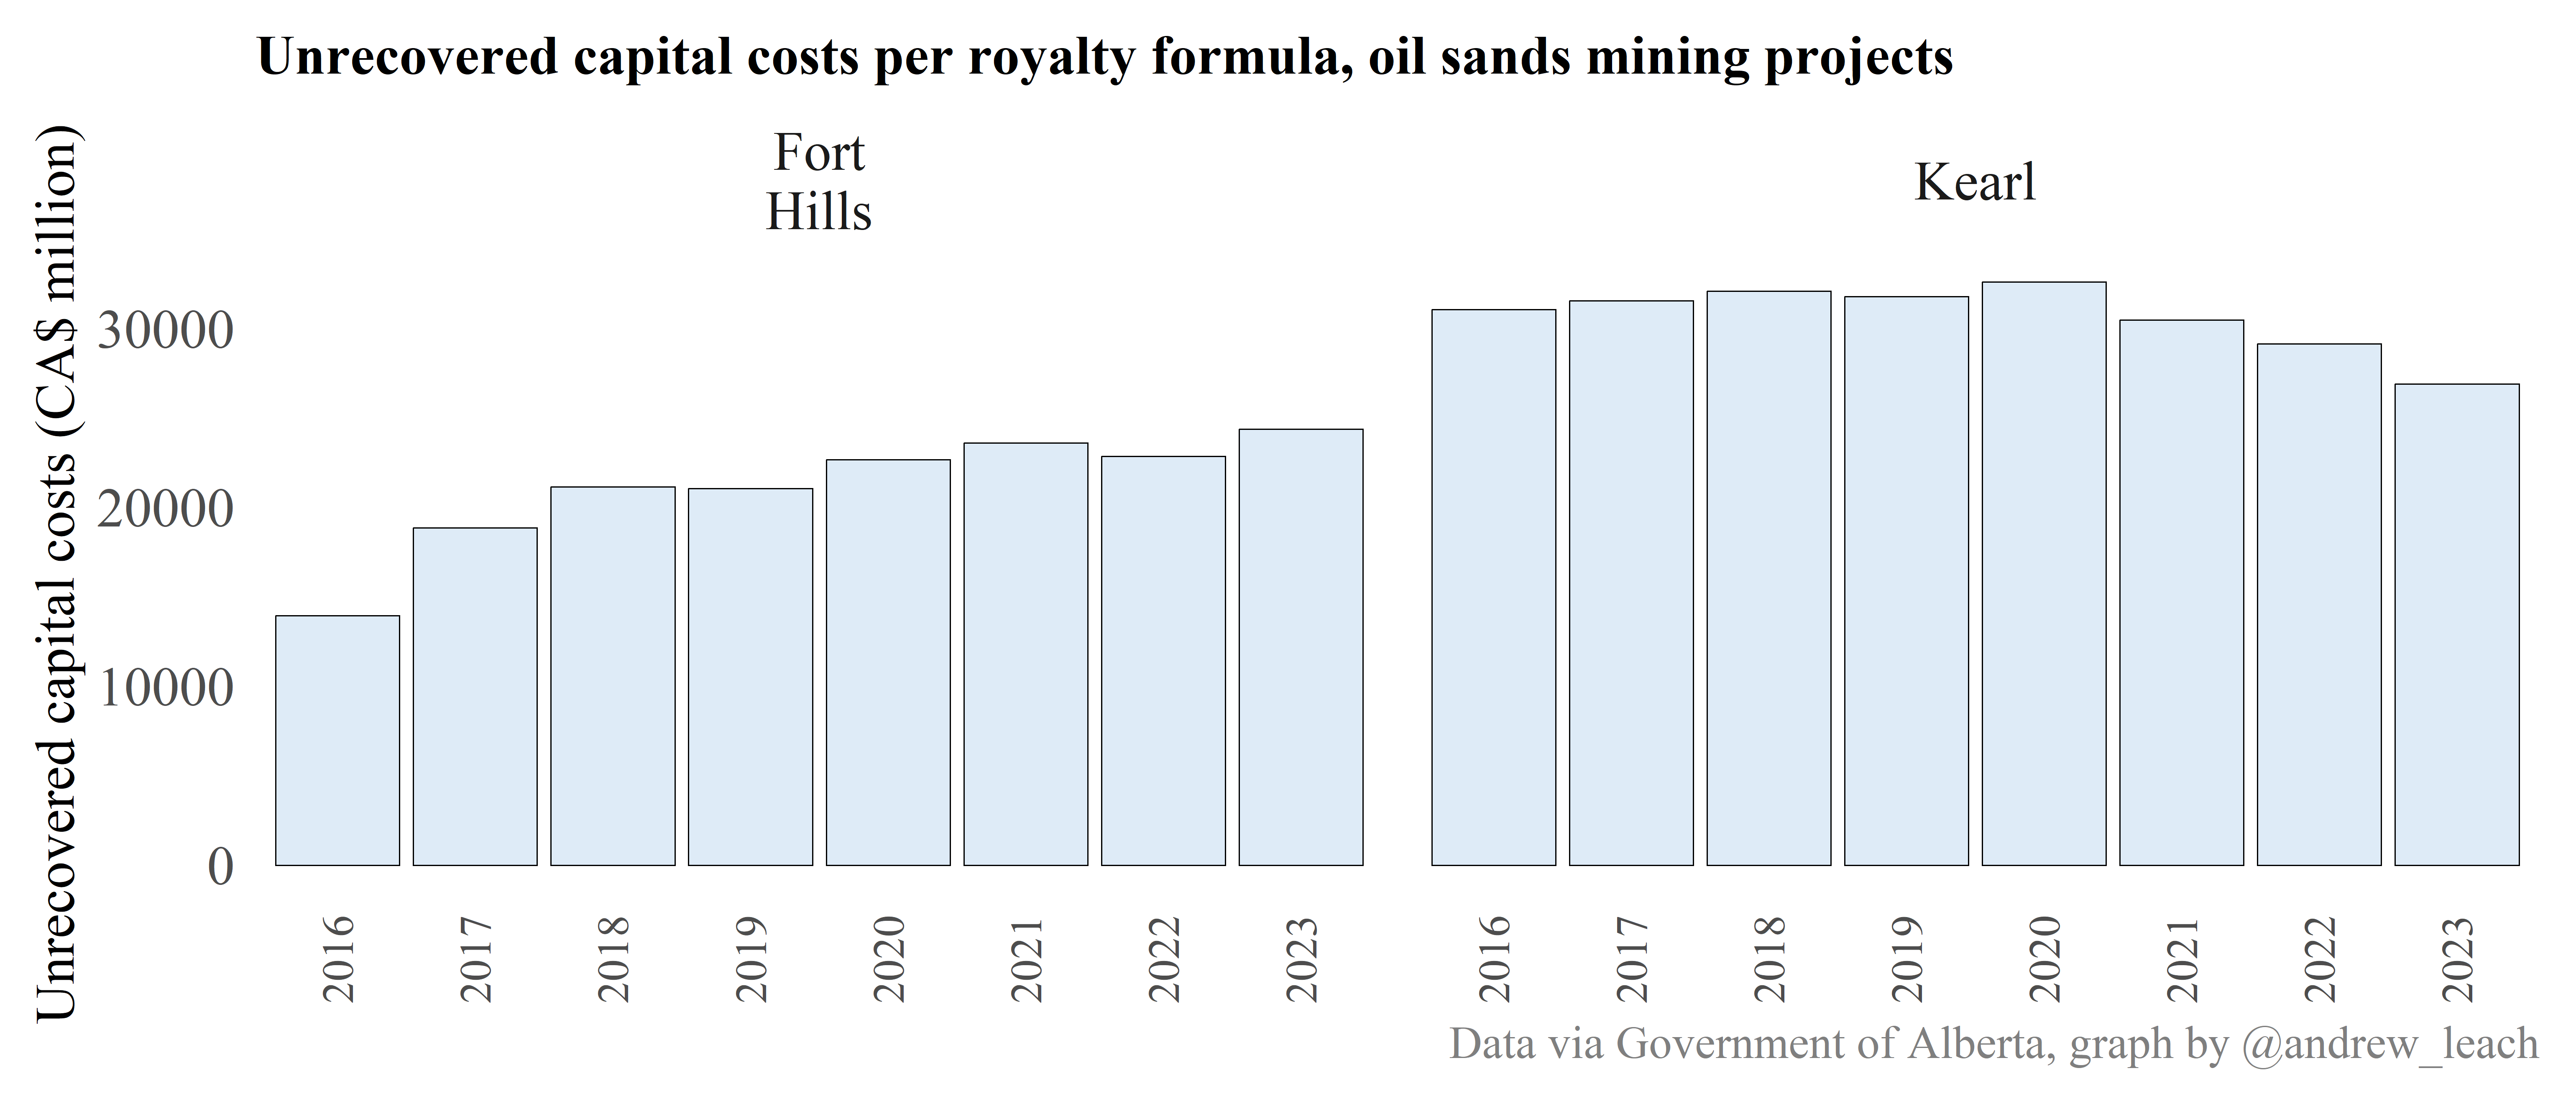 Unrecovered capital costs per royalty formula, oil sands mining projects
Unrecovered capital costs (CA$ million)
Fort
Hills
Kearl
30000
20000
10000
0
2016 2017 2018 2019 2020 2021 2022 2023
2016 2017 2018 2019 2020 2021 2022 2023
Data via Government of Alberta, graph by @andrew_leach